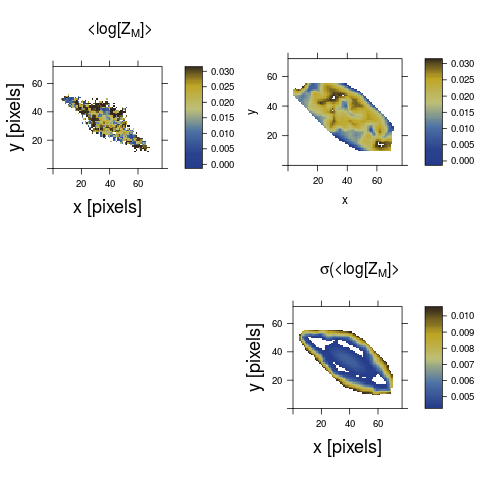 <log[Z_M]>
60
40
20
20 40 60
y [pixels]
x [pixels]
0.030
0.025
0.020
0.015
0.010
0.005
0.000
60
40
20
20 40 60
y
x
0.030
0.025
0.020
0.015
0.010
0.005
0.000
σ(<log[Z_M]>
60
40
20
20 40 60
y [pixels]
x [pixels]
0.010
0.009
0.008
0.007
0.006
0.005